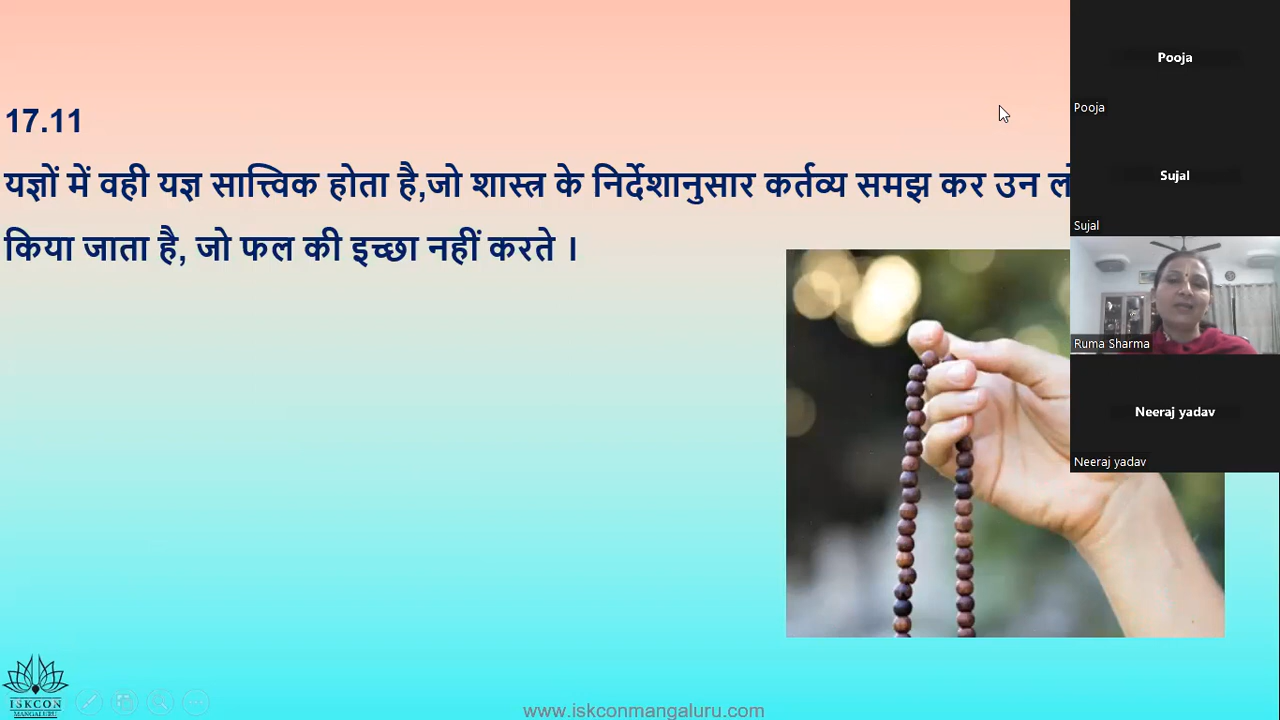 17.11
यज्ञों में वही यज्ञ सात्त्विक होता है,जो शास्त्र के निर्देशानुसार कर्तव्य समझ कर उन
किया जाता है, जो फल की इच्छा नहीं करते ।
Pooja
Pooja
Sujal
Sujal
Ruma Sharma
Neeraj yadav
Neeraj yadav
ISKCON
MANGALURU
www.iskconmangaluru.com